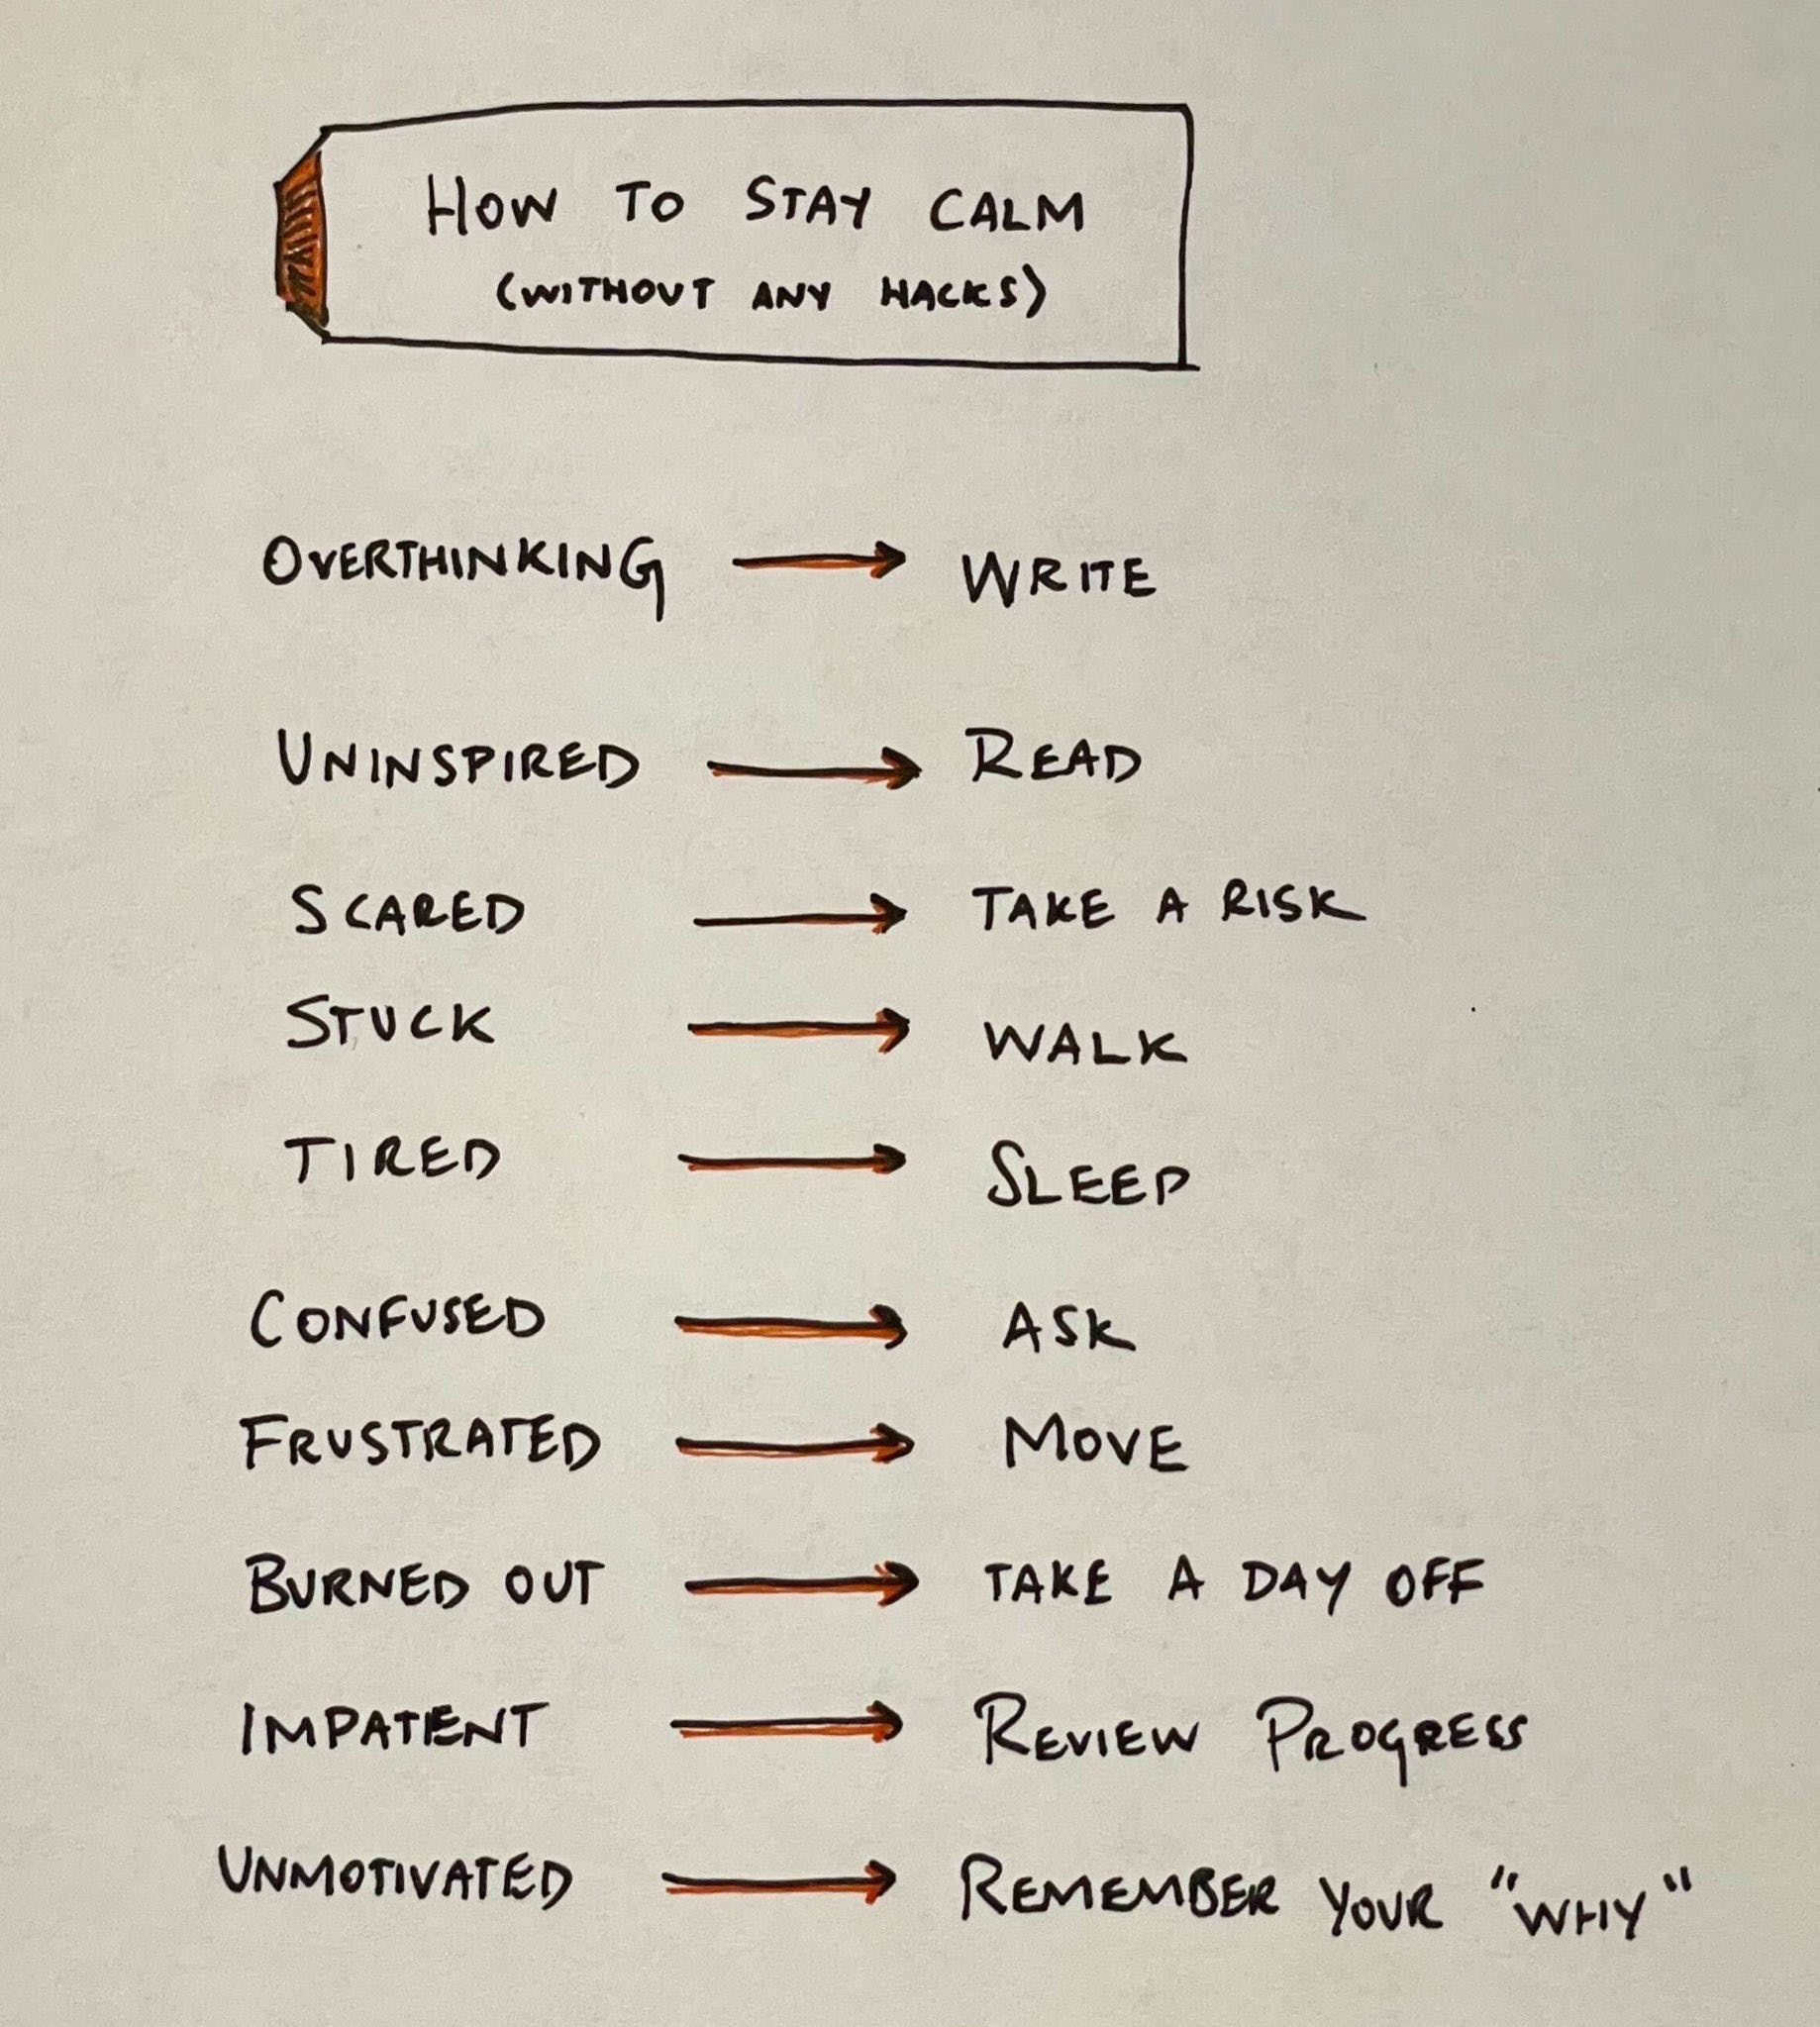 HOW TO STAY CALM
(WITHOUT ANY HACKS)
OVERTHINKING → WRITE
UNINSPIRED → READ
SCARED → TAKE A RISK
STUCK → WALK
TIRED → SLEEP
CONFUSED → ASK
FRUSTRATED → MOVE
BURNED OUT → TAKE A DAY OFF
IMPATIENT → REVIEW PROGRESS
UNMOTIVATED → REMEMBER YOUR "WHY"